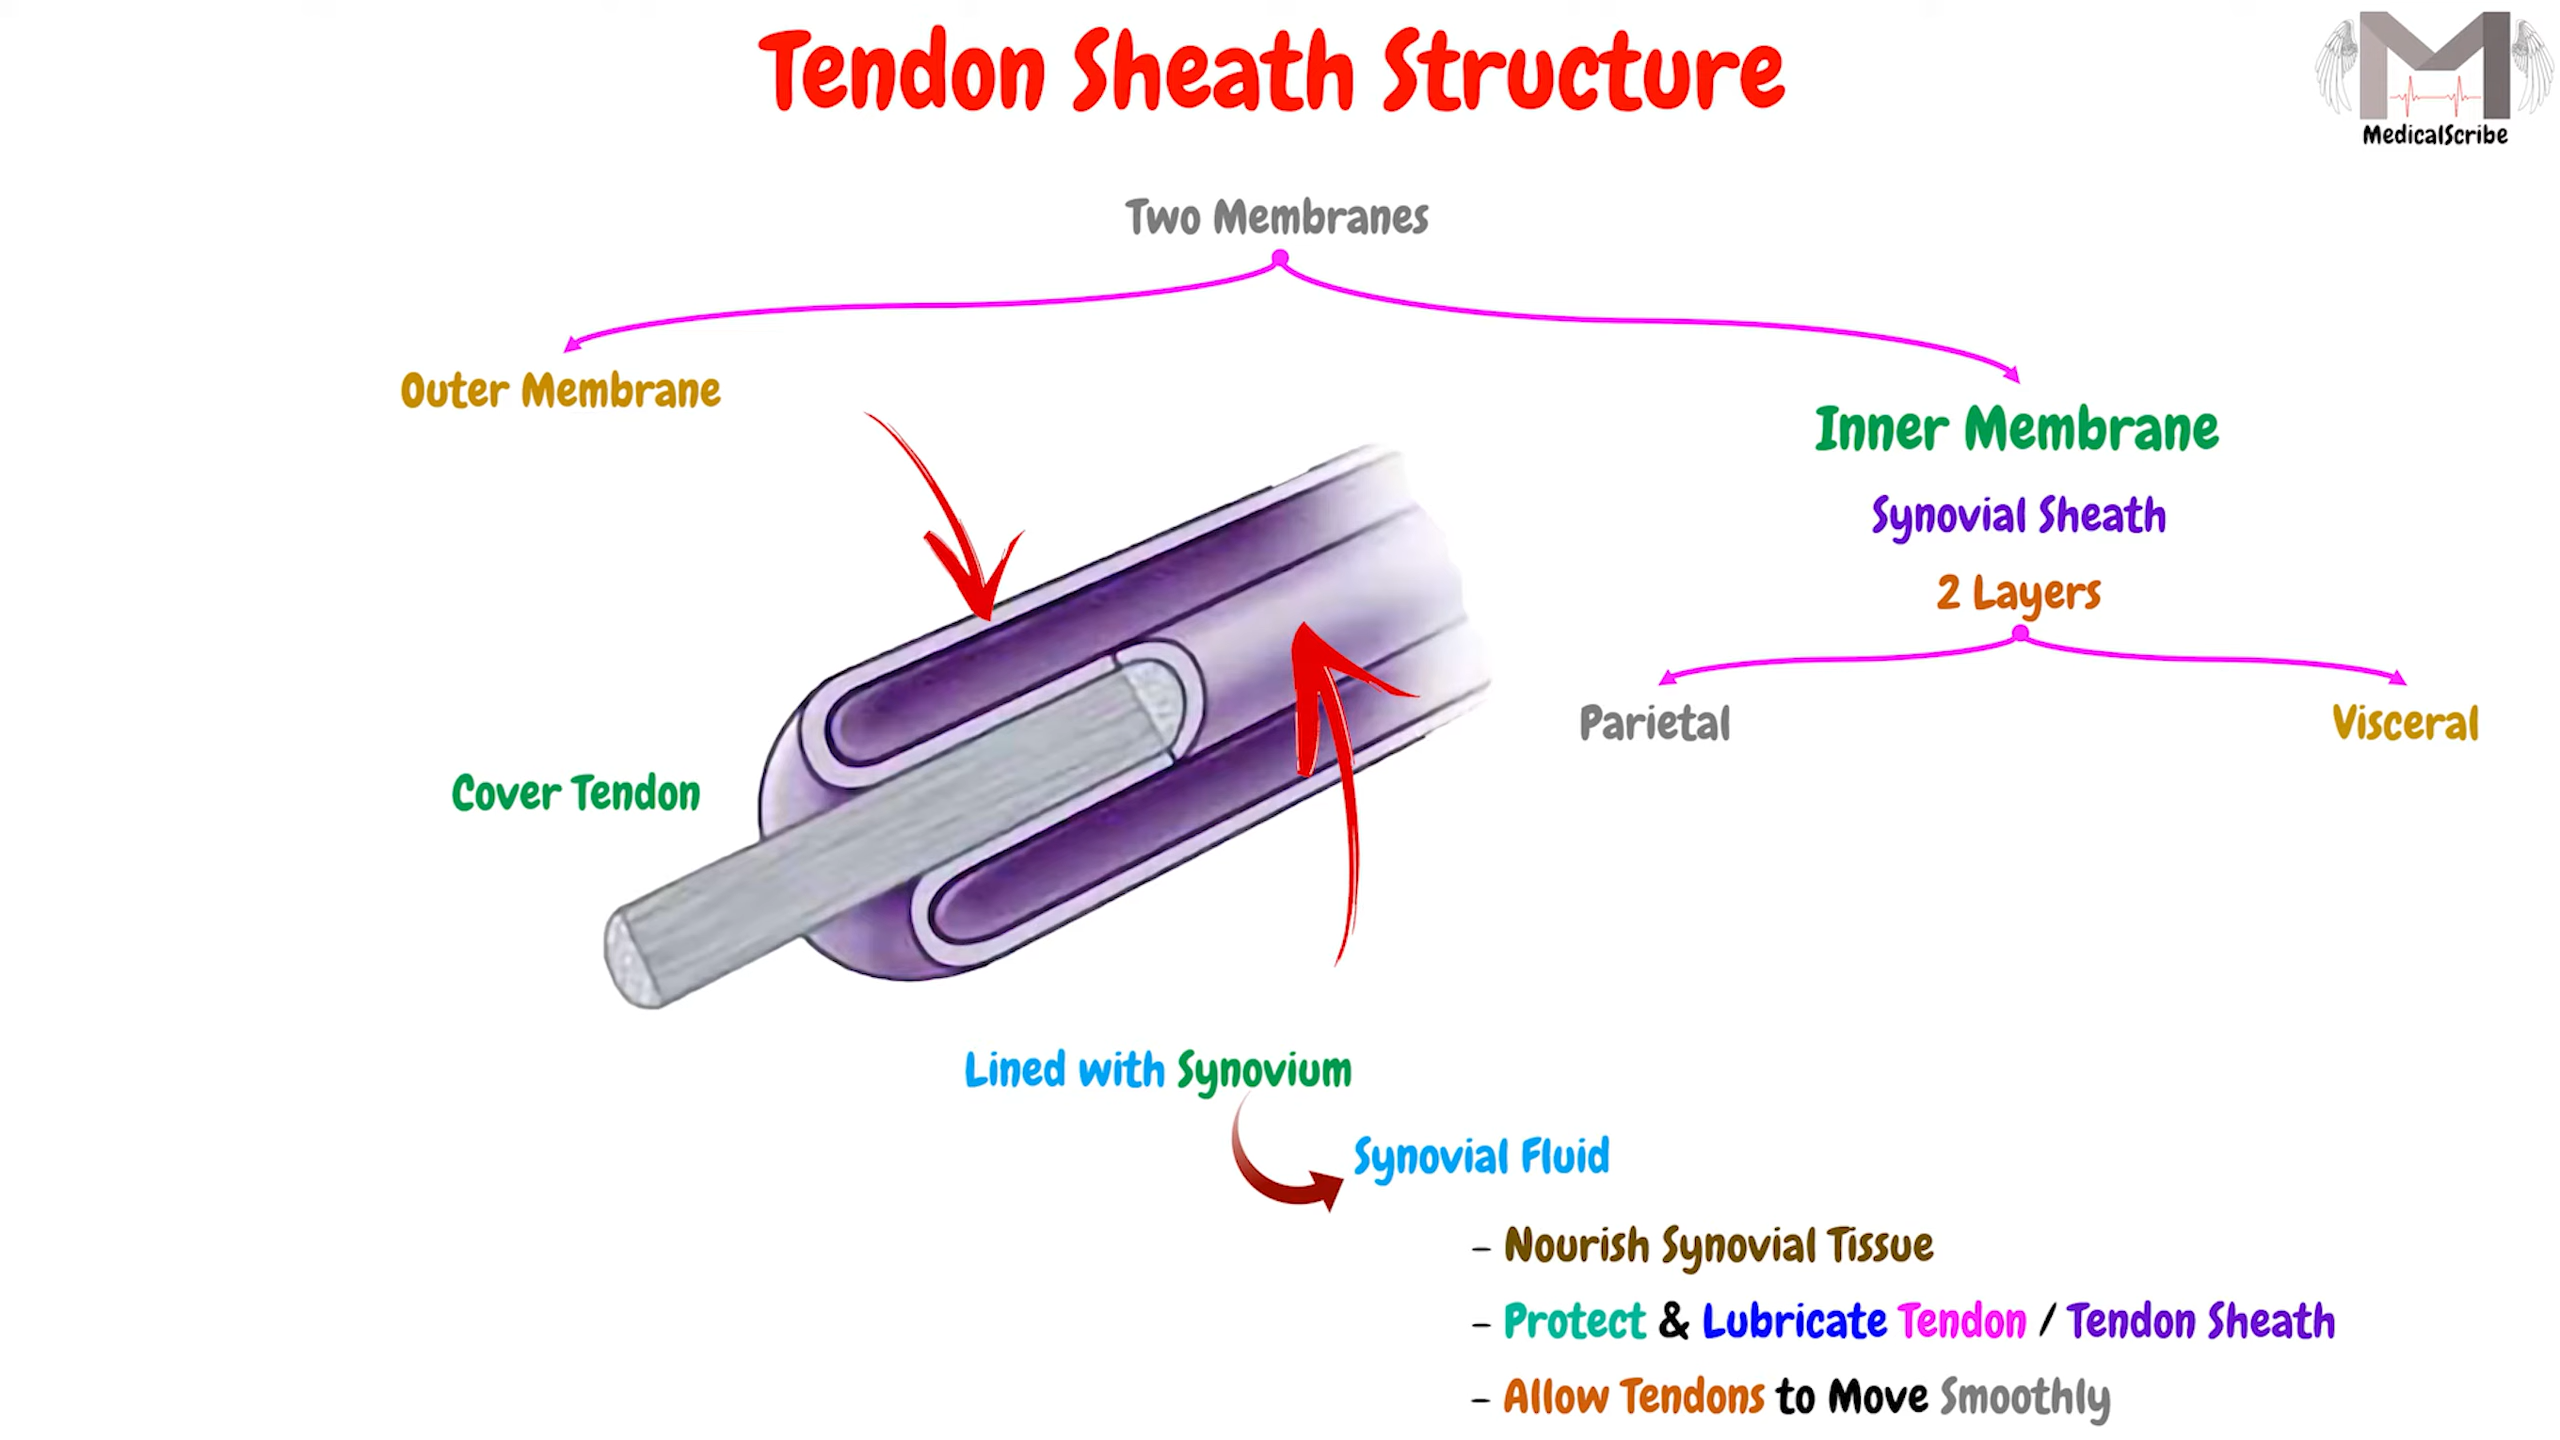 Tendon Sheath Structure
MedicalScribe
Two Membranes
Outer Membrane
Inner Membrane
Synovial Sheath
2 Layers
Parietal
Visceral
Cover Tendon
Lined with Synovium
Synovial Fluid
- Nourish Synovial Tissue
- Protect & Lubricate Tendon / Tendon Sheath
- Allow Tendons to Move Smoothly